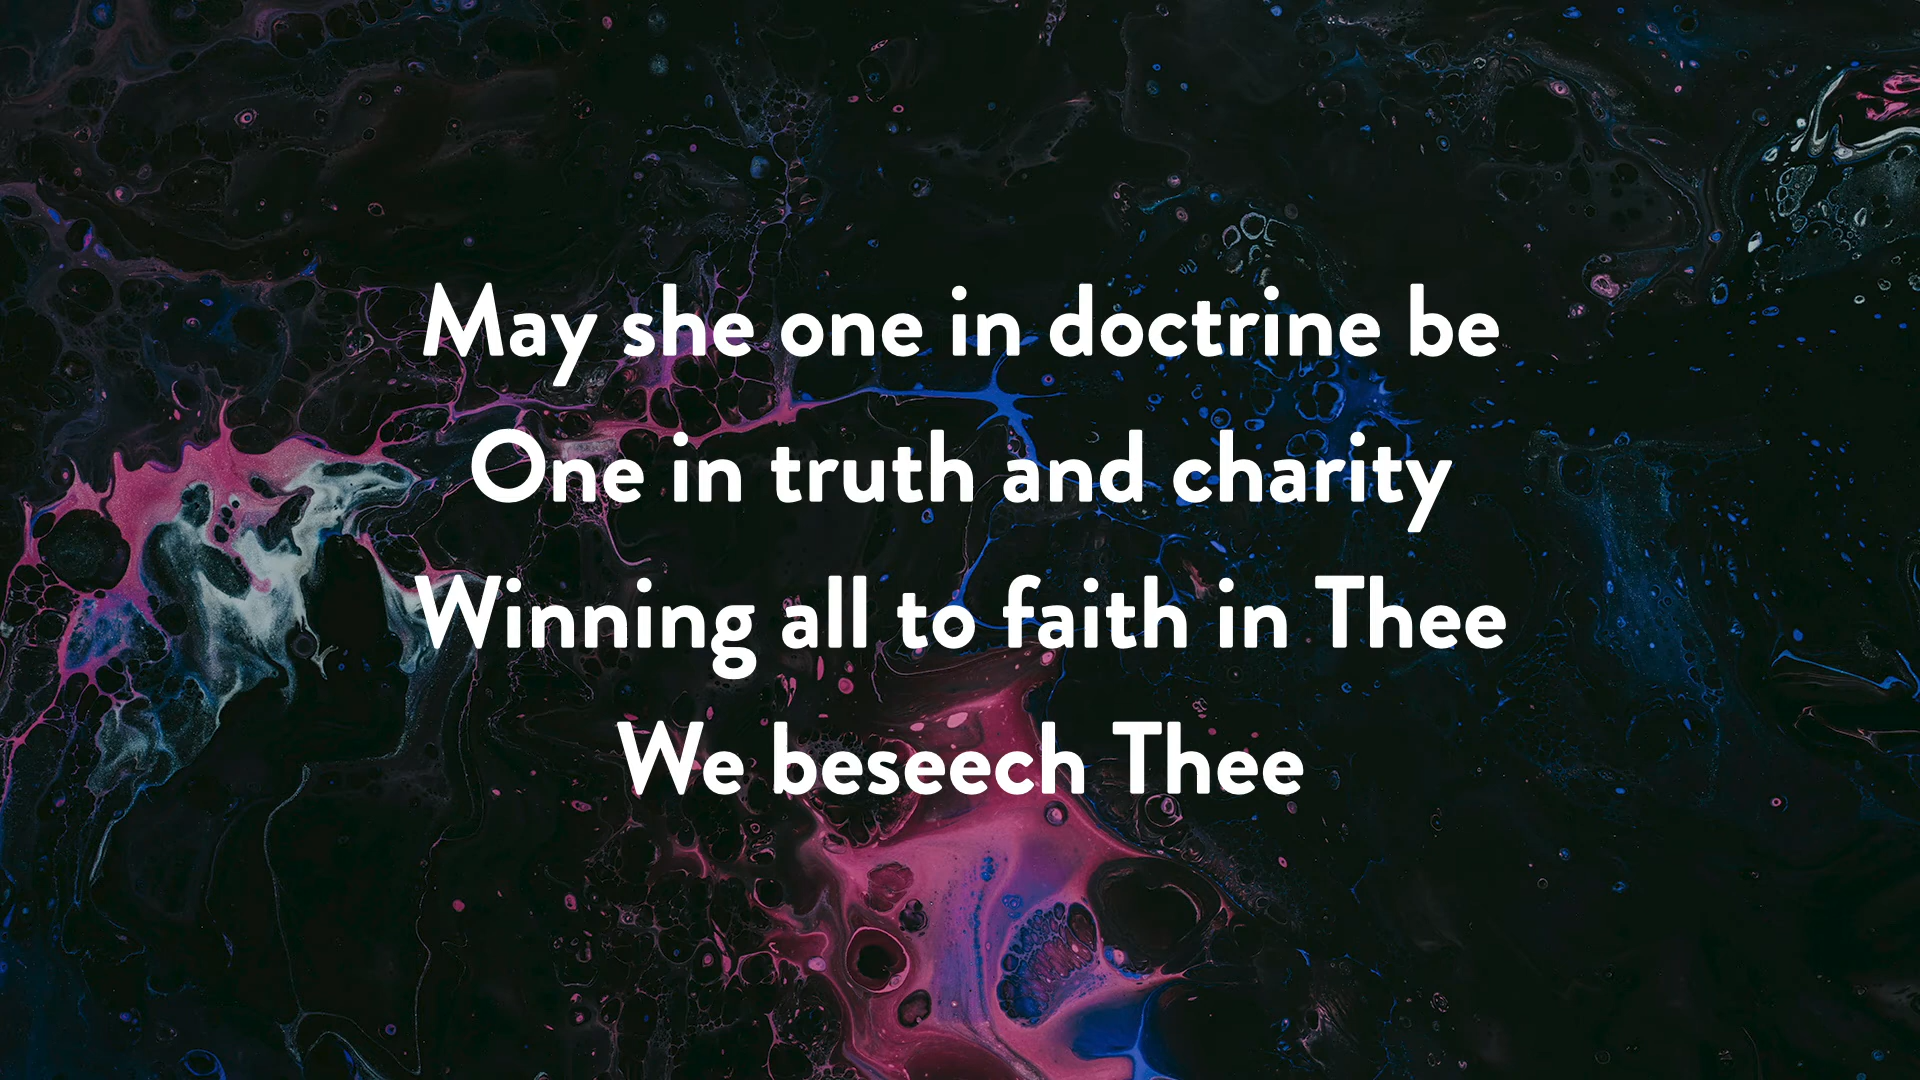 May she one in doctrine be
One in truth and charity
Winning all to faith in Thee
We beseech Thee